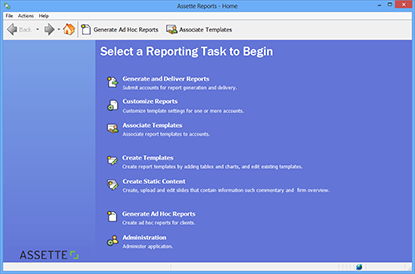 Assette Reports - Home
File Actions Help
Back Generate Ad Hoc Reports Associate Templates
Select a Reporting Task to Begin
Generate and Deliver Reports
Submit accounts for report generation and delivery.
Customize Reports
Customize template settings for one or more accounts.
Associate Templates
Associate report templates to accounts.
Create Templates
Create report templates by adding tables and charts, and edit existing templates.
Create Static Content
Create, upload and edit slides that contain information such commentary and firm overview.
Generate Ad Hoc Reports
Create ad hoc reports for clients.
Administration
Administer application.
ASSETTE